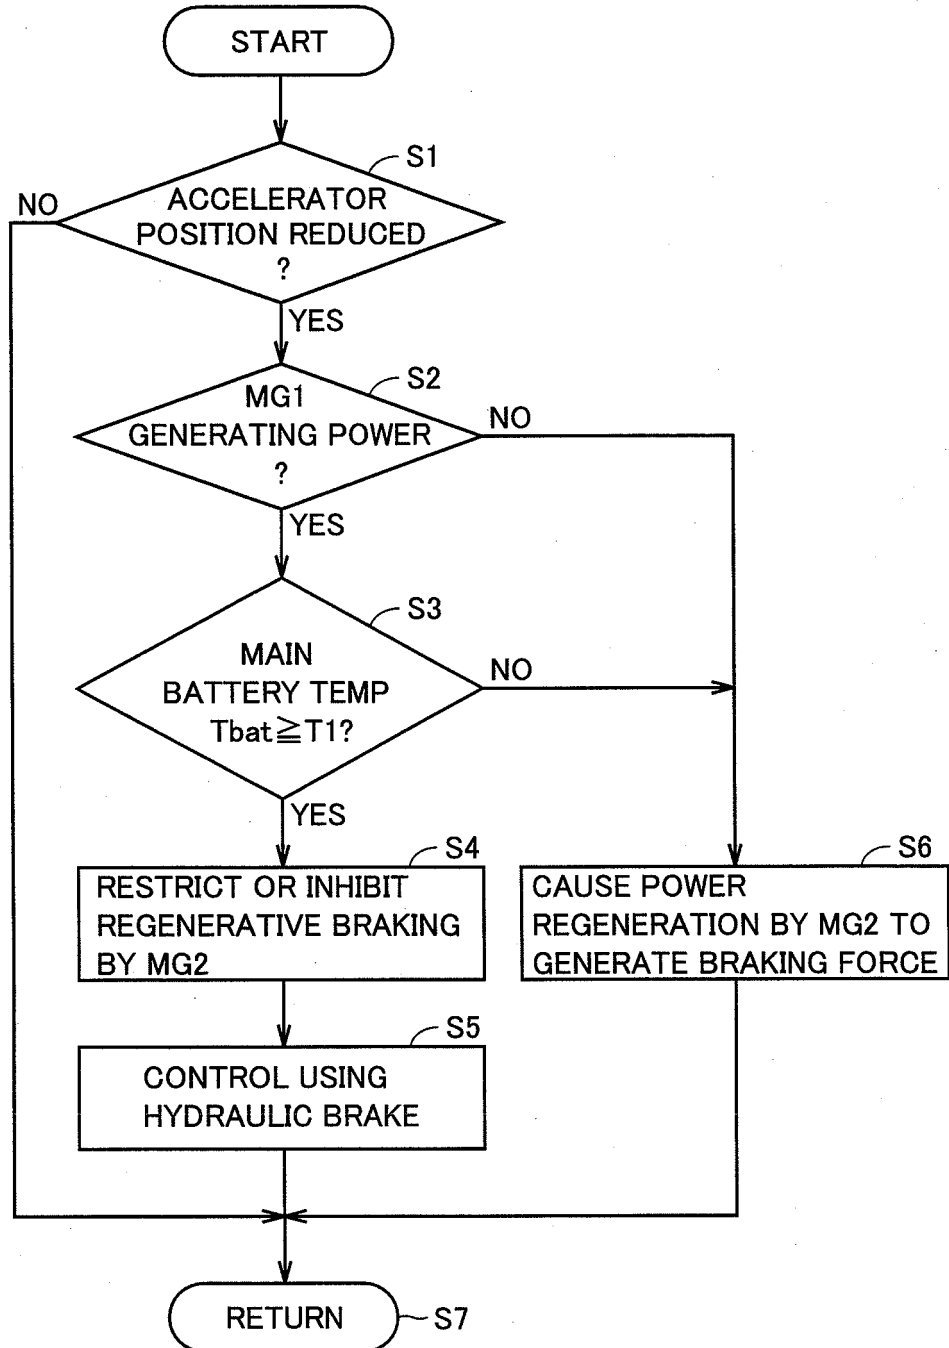 START
S1
NO
ACCELERATOR
POSITION REDUCED
?
YES
S2
MG1
GENERATING POWER
?
NO
YES
S3
MAIN
BATTERY TEMP
Tbat≧T1?
NO
YES
S4
RESTRICT OR INHIBIT
REGENERATIVE BRAKING
BY MG2
S6
CAUSE POWER
REGENERATION BY MG2 TO
GENERATE BRAKING FORCE
S5
CONTROL USING
HYDRAULIC BRAKE
RETURN
S7